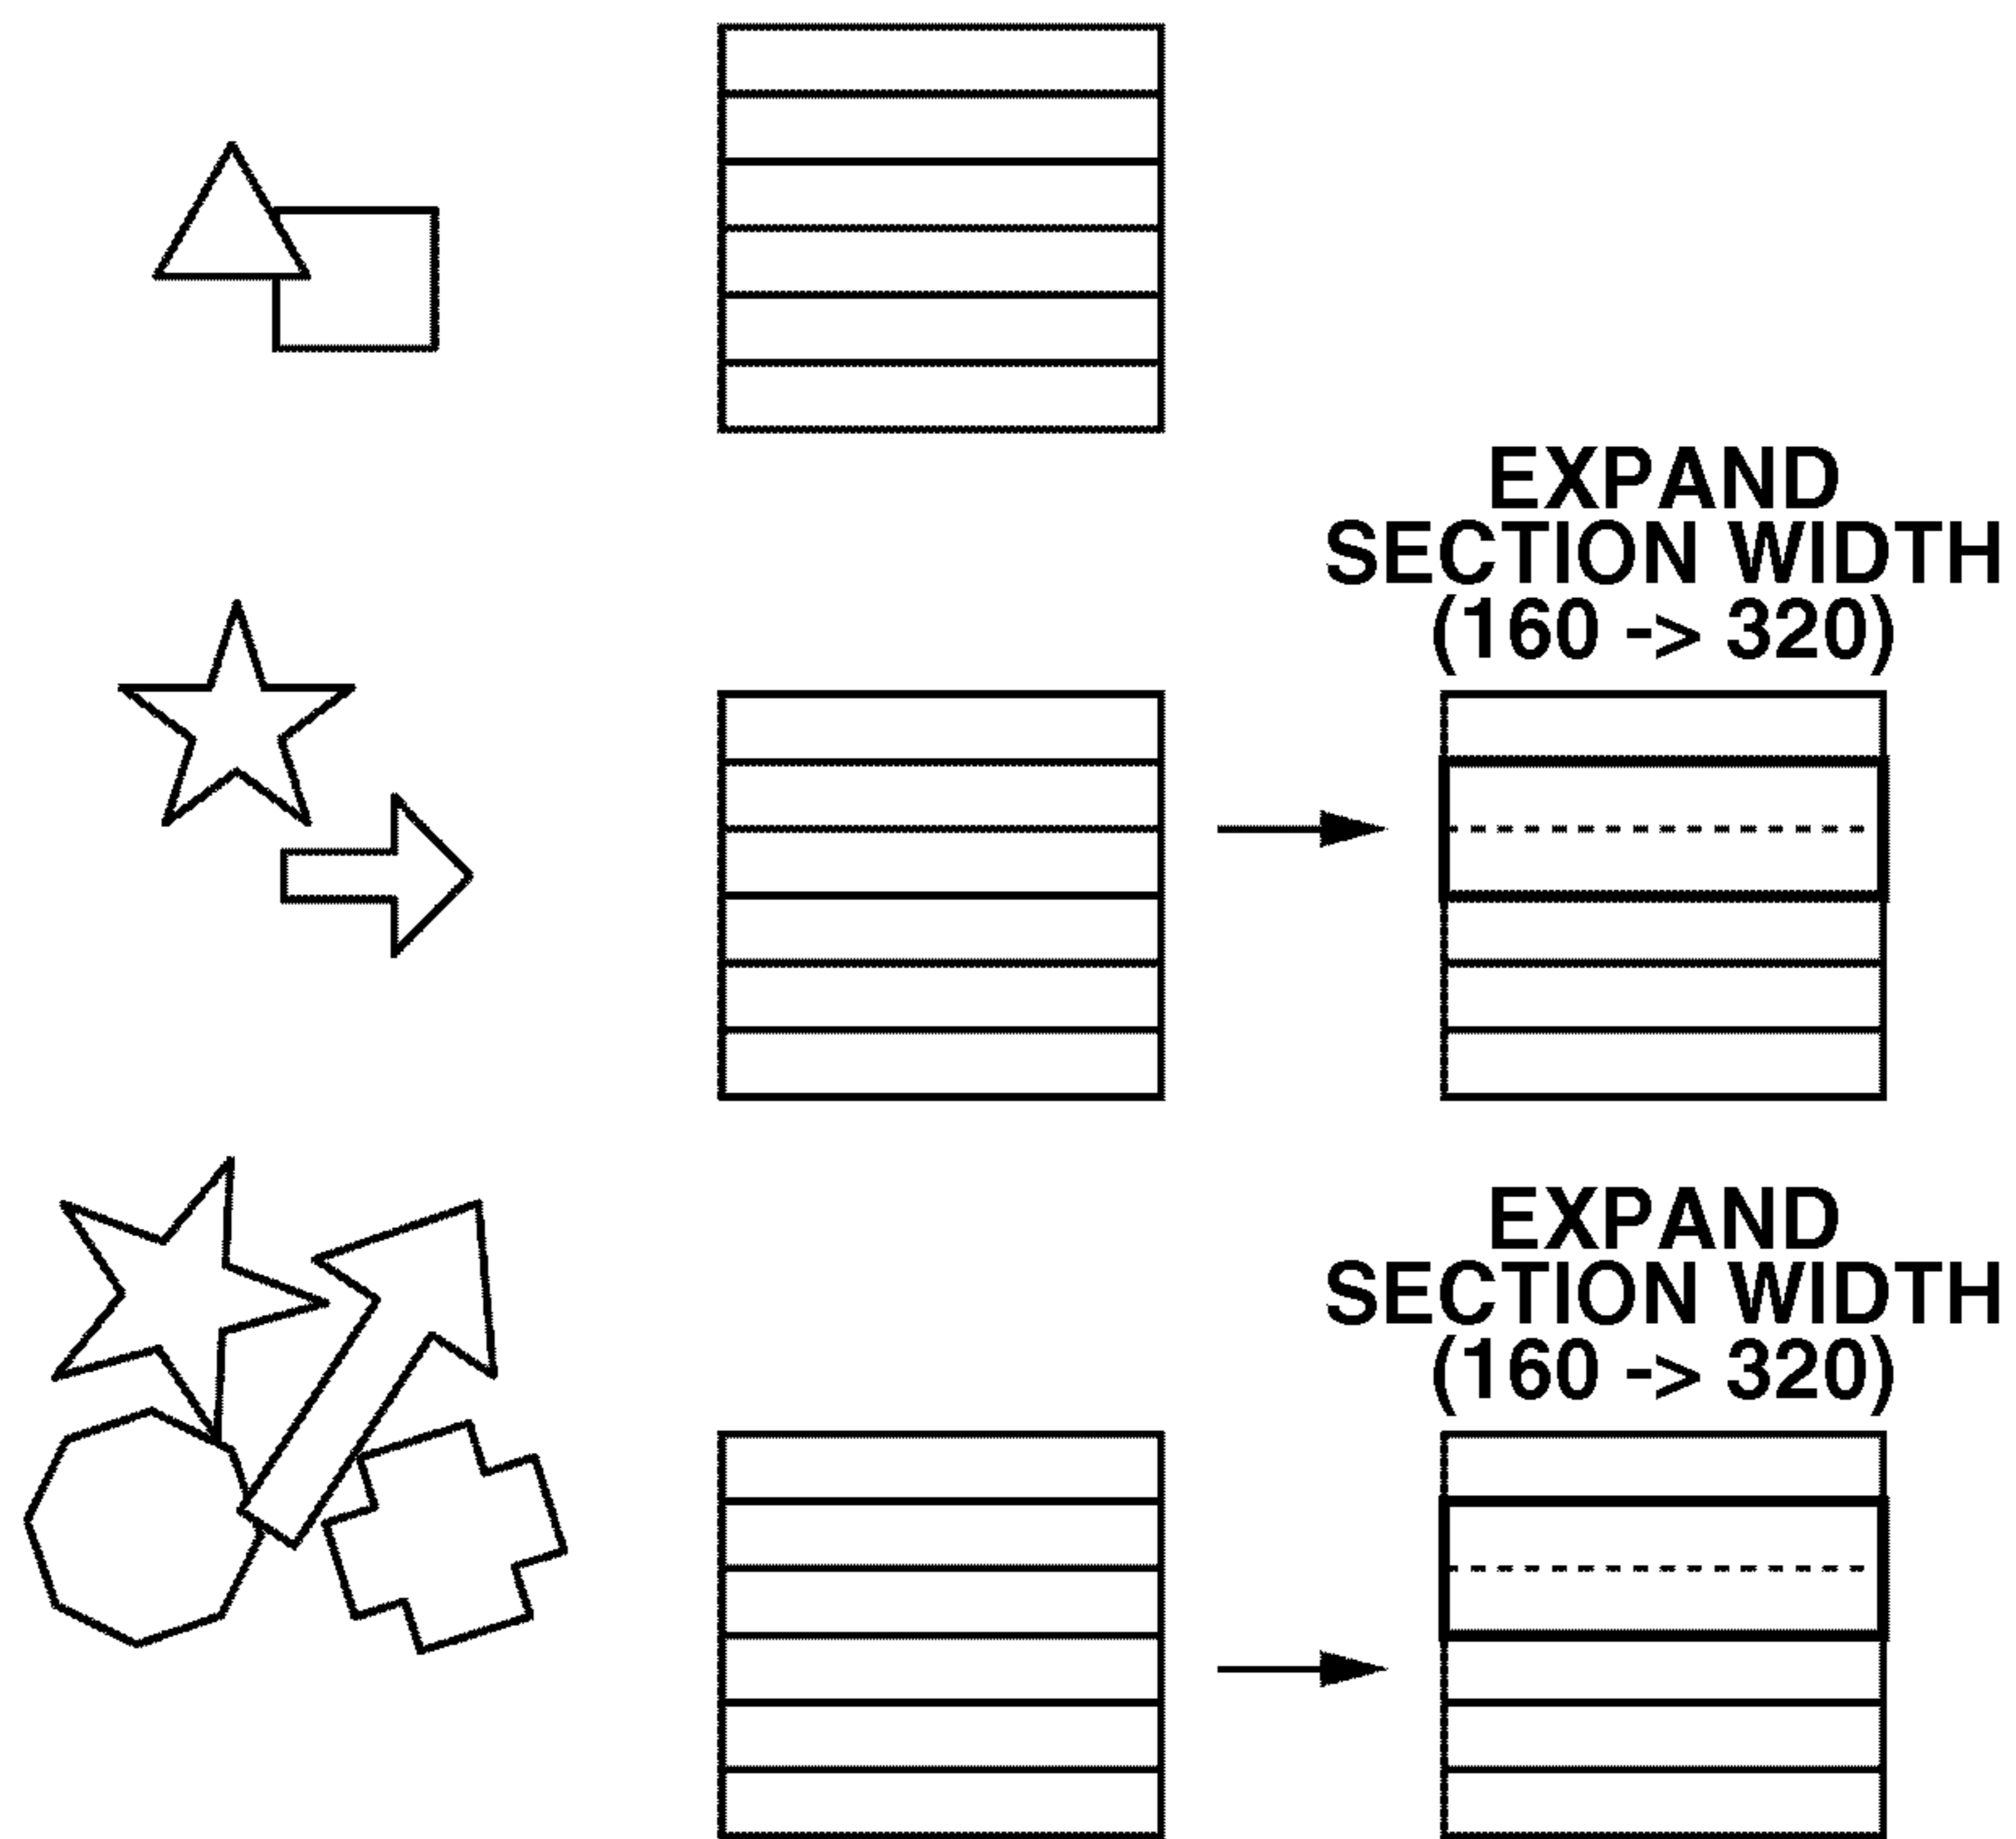 EXPAND
SECTION WIDTH
(160 -> 320)
EXPAND
SECTION WIDTH
(160 -> 320)